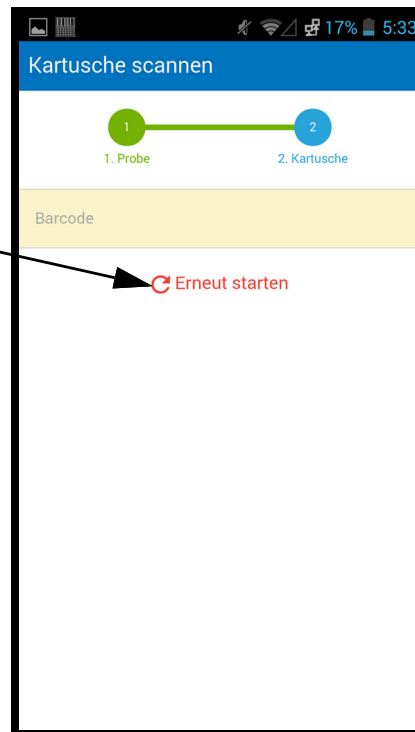 17% 5:33
Kartusche scannen
1 2
1. Probe 2. Kartusche
Barcode
Erneut starten